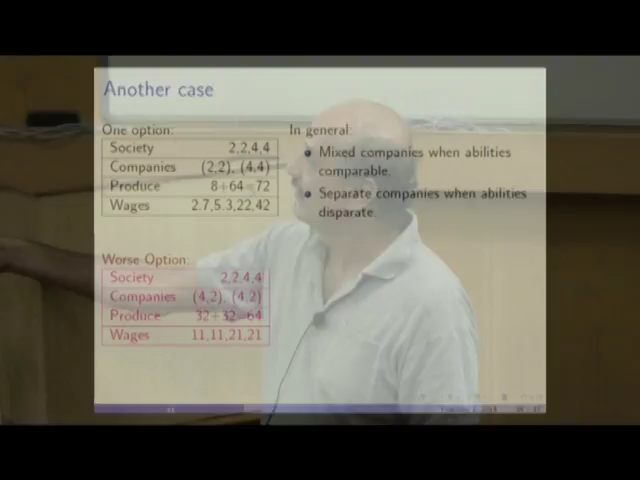 Another case
One option:
Society 2,2,4,4
Companies (2,2), (4,4)
Produce 8+64=72
Wages 2.7,5.3,22,42
Worse Option:
Society 2,2,4,4
Companies (4,2), (4,2)
Produce 32+32=64
Wages 11,11,21,21
In general:
Mixed companies when abilities
comparable.
Separate companies when abilities
disparate.